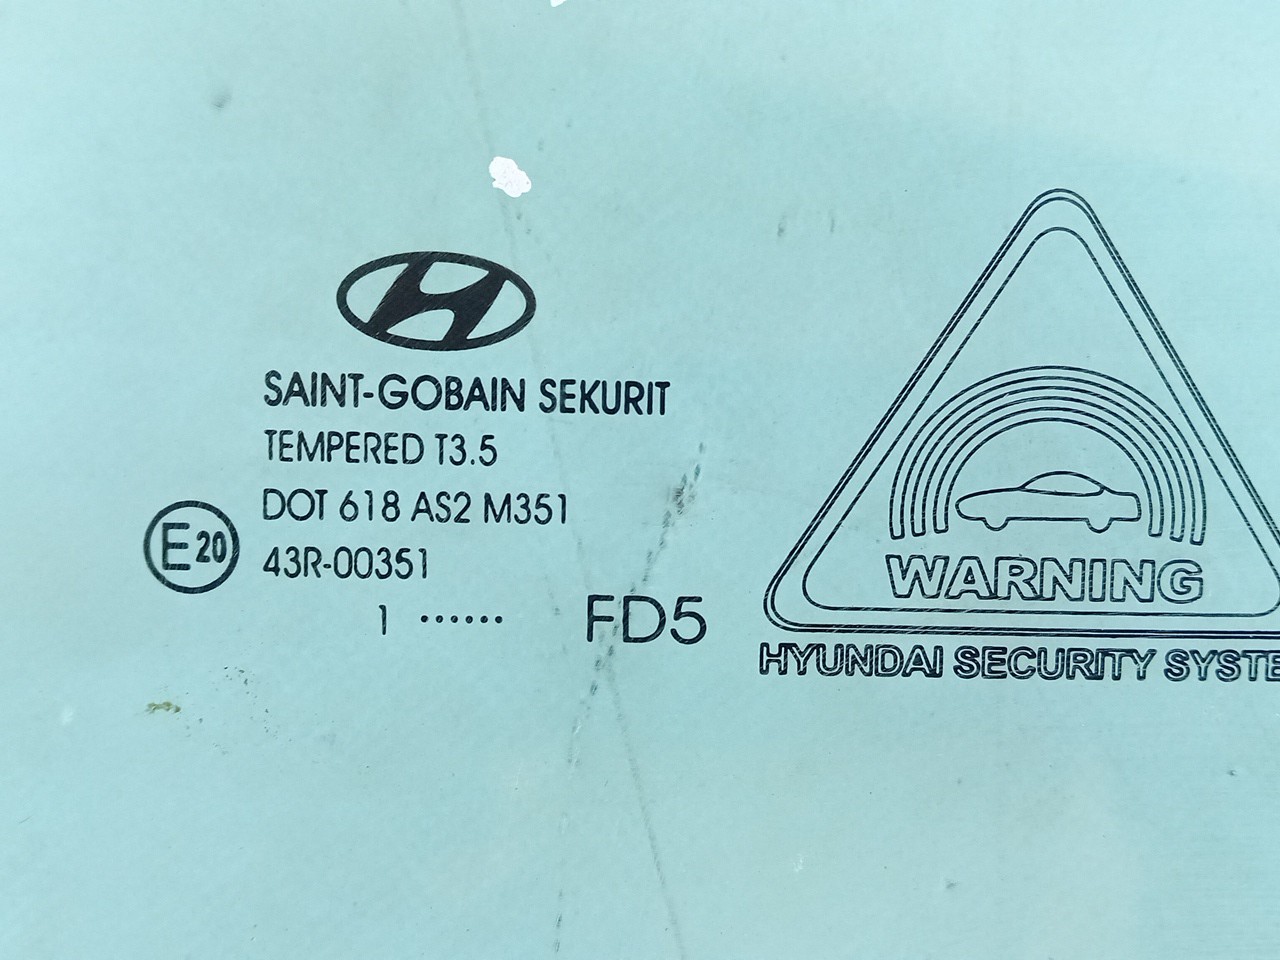 SAINT-GOBAIN SEKURIT
TEMPERED T3.5
DOT 618 AS2 M351
E20
43R-00351
1 ······
FD5
WARNING
HYUNDAI SECURITY SYSTE